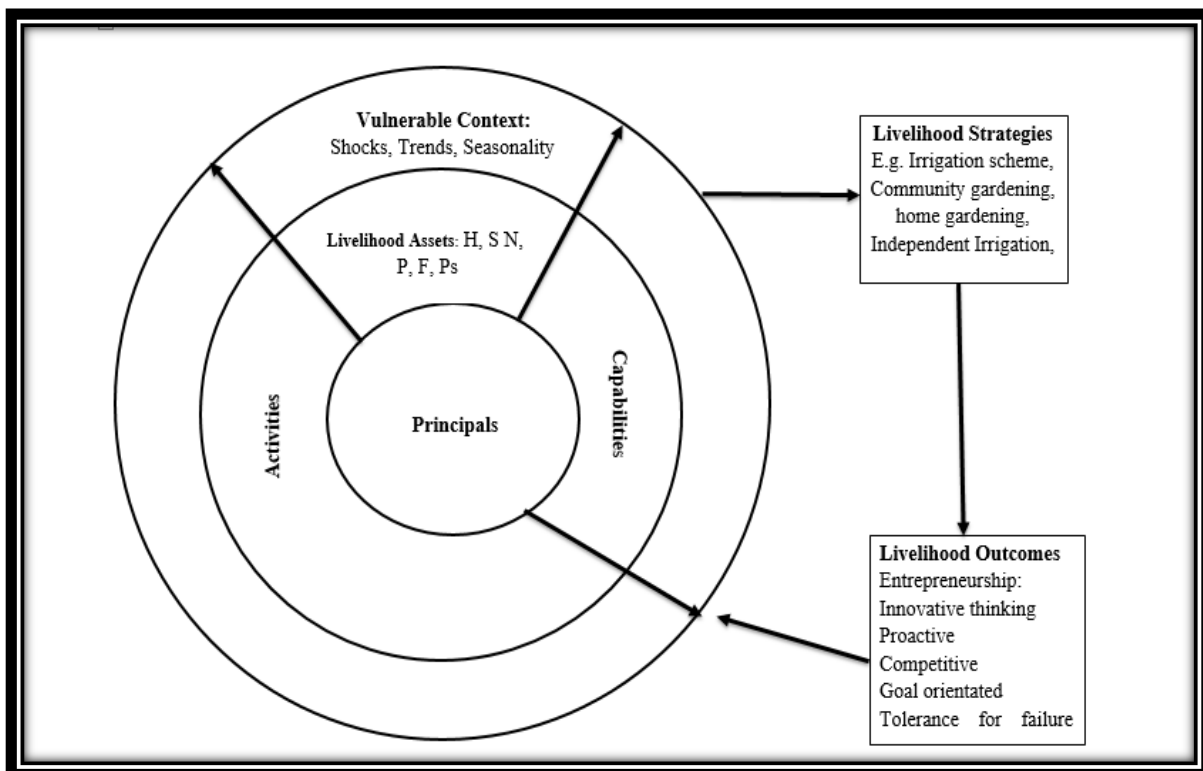 Vulnerable Context:
Shocks, Trends, Seasonality
Livelihood Assets: H, S N,
P, F, Ps
Activities
Capabilities
Principals
Livelihood Strategies
E.g. Irrigation scheme,
Community gardening,
home gardening,
Independent Irrigation,
Livelihood Outcomes
Entrepreneurship:
Innovative thinking
Proactive
Competitive
Goal orientated
Tolerance for failure